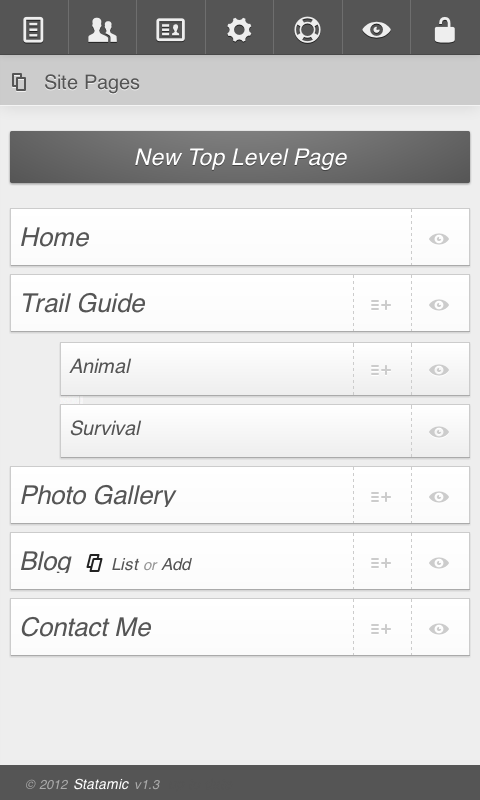 Site Pages
New Top Level Page
Home
Trail Guide
Animal
Survival
Photo Gallery
Blog List or Add
Contact Me
© 2012 Statamic v1.3